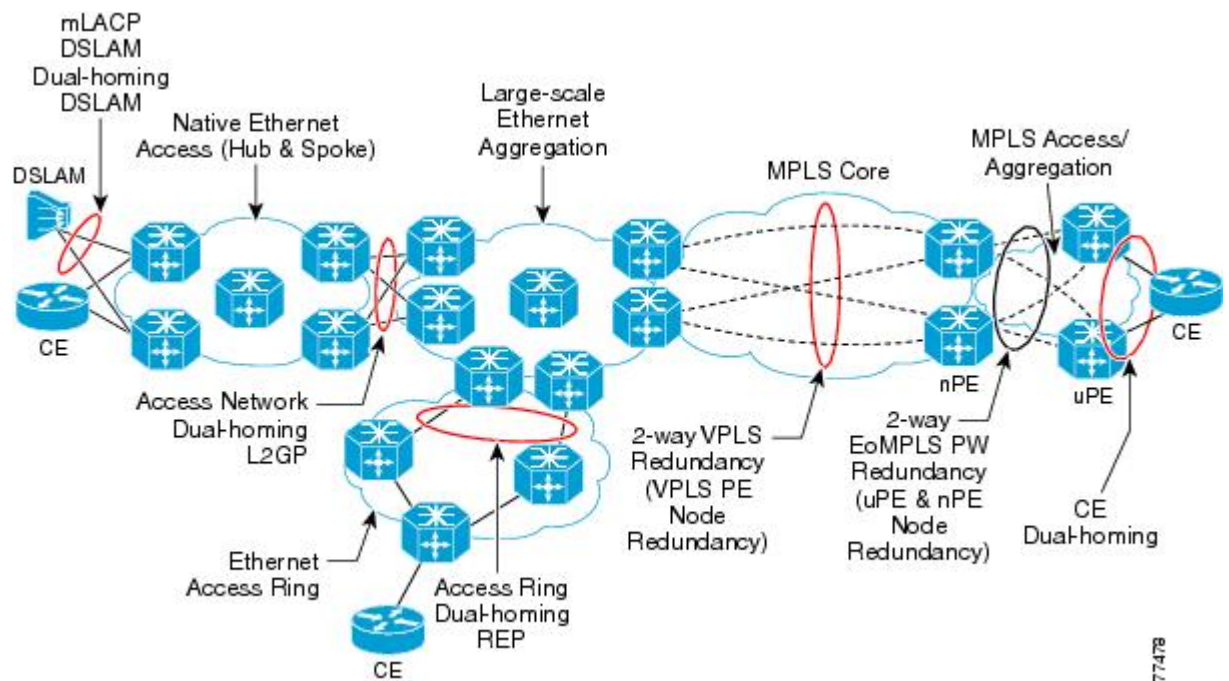 mLACP
DSLAM
Dual-homing
DSLAM
Native Ethernet
Access (Hub & Spoke)
Large-scale
Ethernet
Aggregation
MPLS Core
MPLS Access/
Aggregation
DSLAM
CE
CE
nPE
uPE
Access Network
Dual-homing
L2GP
2-way VPLS
Redundancy
(VPLS PE
Node
Redundancy)
2-way
EoMPLS PW
Redundancy
(uPE & nPE
Node
Redundancy)
CE
Dual-homing
Ethernet
Access Ring
Access Ring
Dual-homing
REP
CE
77478